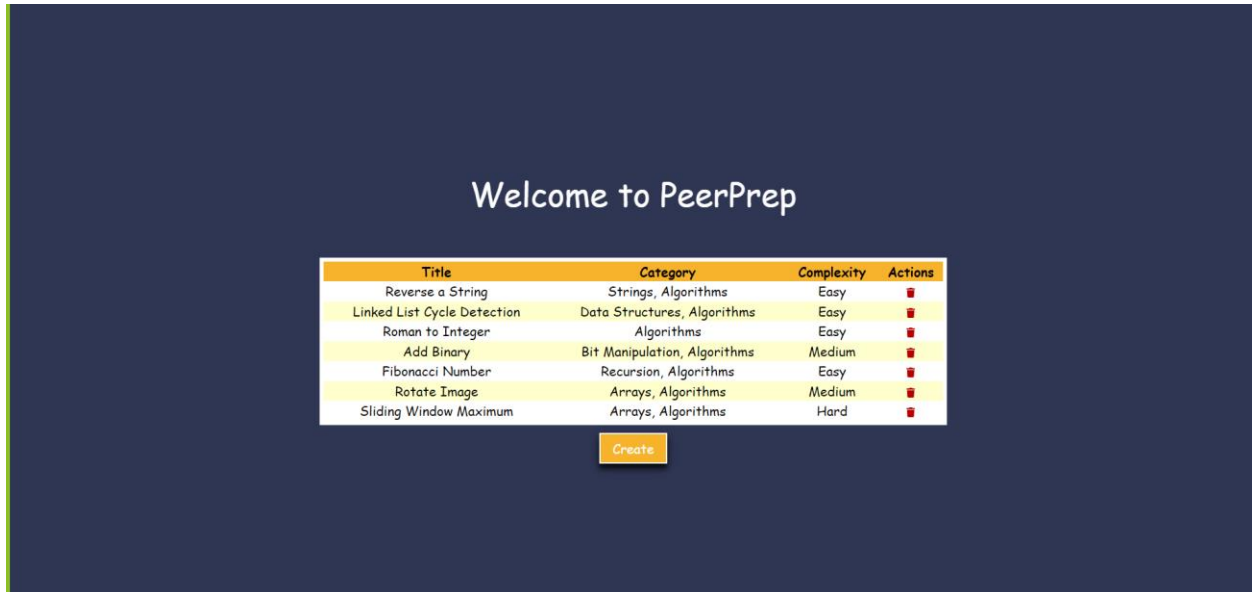 Welcome to PeerPrep
Title Category Complexity Actions
Reverse a String Strings, Algorithms Easy
Linked List Cycle Detection Data Structures, Algorithms Easy
Roman to Integer Algorithms Easy
Add Binary Bit Manipulation, Algorithms Medium
Fibonacci Number Recursion, Algorithms Easy
Rotate Image Arrays, Algorithms Medium
Sliding Window Maximum Arrays, Algorithms Hard
Create